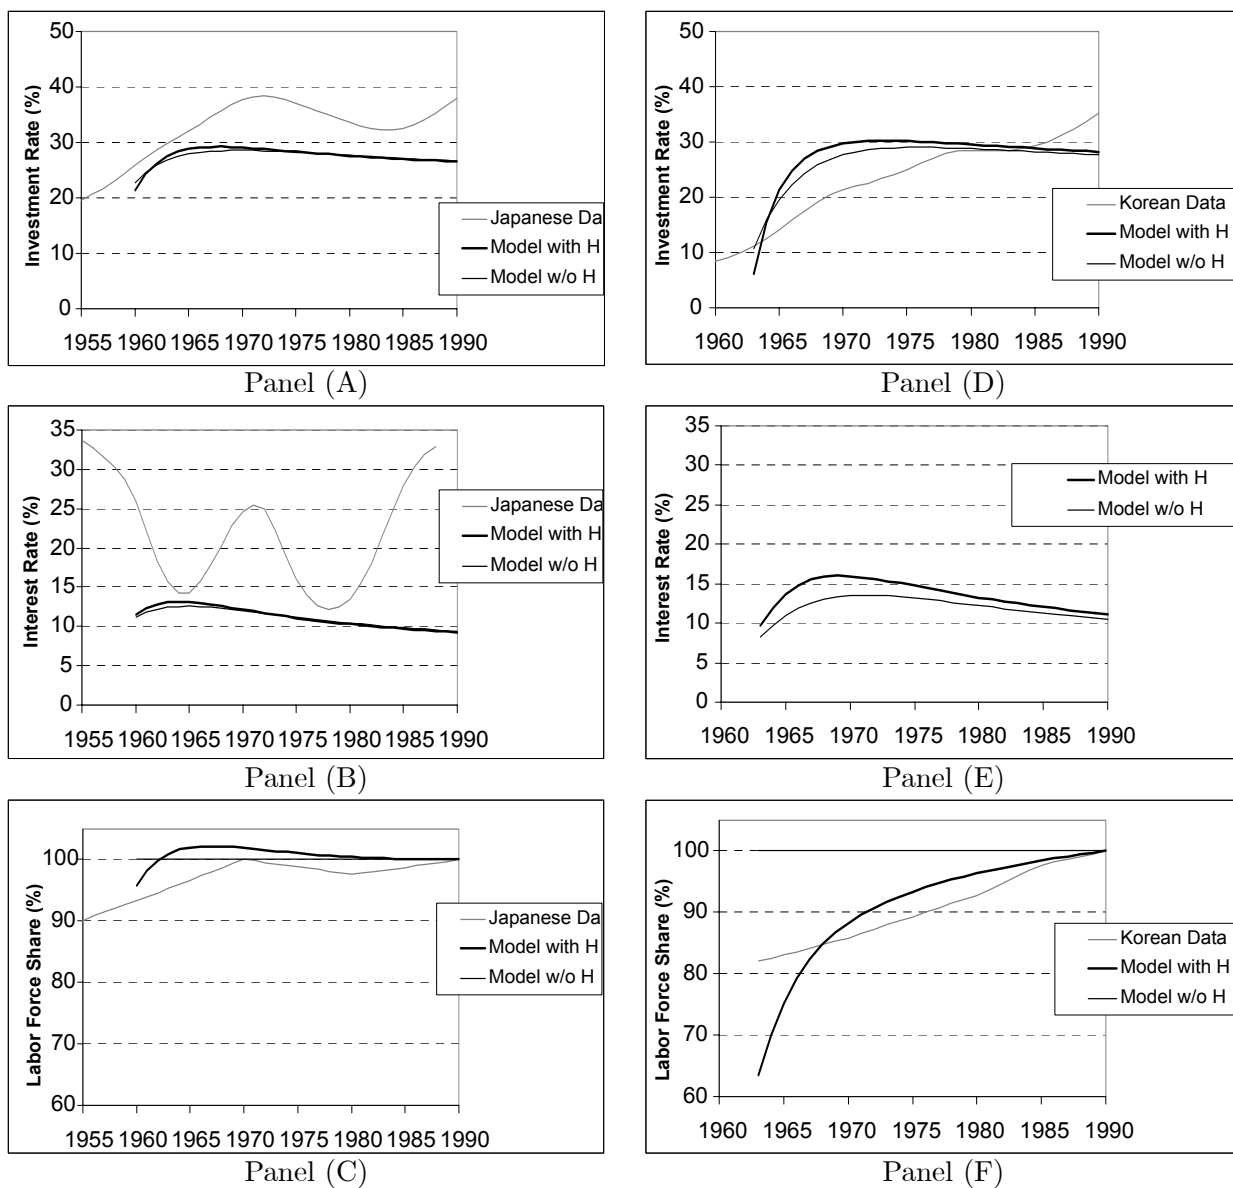 50
40
30
20
10
0
Investment Rate (%)
1955 1960 1965 1970 1975 1980 1985 1990
Japanese Da
Model with H
Model w/o H
Panel (A)
50
40
30
20
10
0
Investment Rate (%)
1960 1965 1970 1975 1980 1985 1990
Korean Data
Model with H
Model w/o H
Panel (D)
35
30
25
20
15
10
5
0
Interest Rate (%)
1955 1960 1965 1970 1975 1980 1985 1990
Japanese Da
Model with H
Model w/o H
Panel (B)
35
30
25
20
15
10
5
0
Interest Rate (%)
1960 1965 1970 1975 1980 1985 1990
Model with H
Model w/o H
Panel (E)
100
90
80
70
60
Labor Force Share (%)
1955 1960 1965 1970 1975 1980 1985 1990
Japanese Da
Model with H
Model w/o H
Panel (C)
100
90
80
70
60
Labor Force Share (%)
1960 1965 1970 1975 1980 1985 1990
Korean Data
Model with H
Model w/o H
Panel (F)